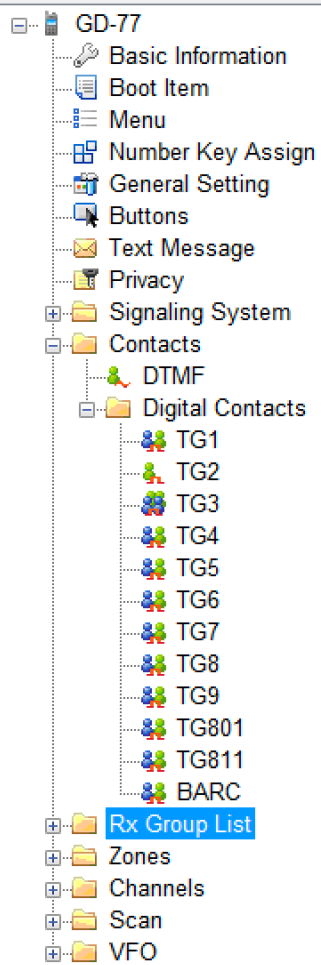 GD-77
Basic Information
Boot Item
Menu
Number Key Assign
General Setting
Buttons
Text Message
Privacy
Signaling System
Contacts
DTMF
Digital Contacts
TG1
TG2
TG3
TG4
TG5
TG6
TG7
TG8
TG9
TG801
TG811
BARC
Rx Group List
Zones
Channels
Scan
VFO